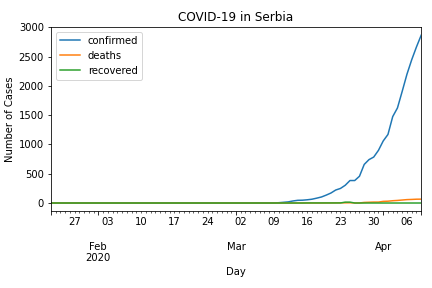 COVID-19 in Serbia
confirmed
deaths
recovered
Number of Cases
3000
2500
2000
1500
1000
500
0
27 03 10 17 24 02 09 16 23 30 06
Feb Mar Apr
2020
Day